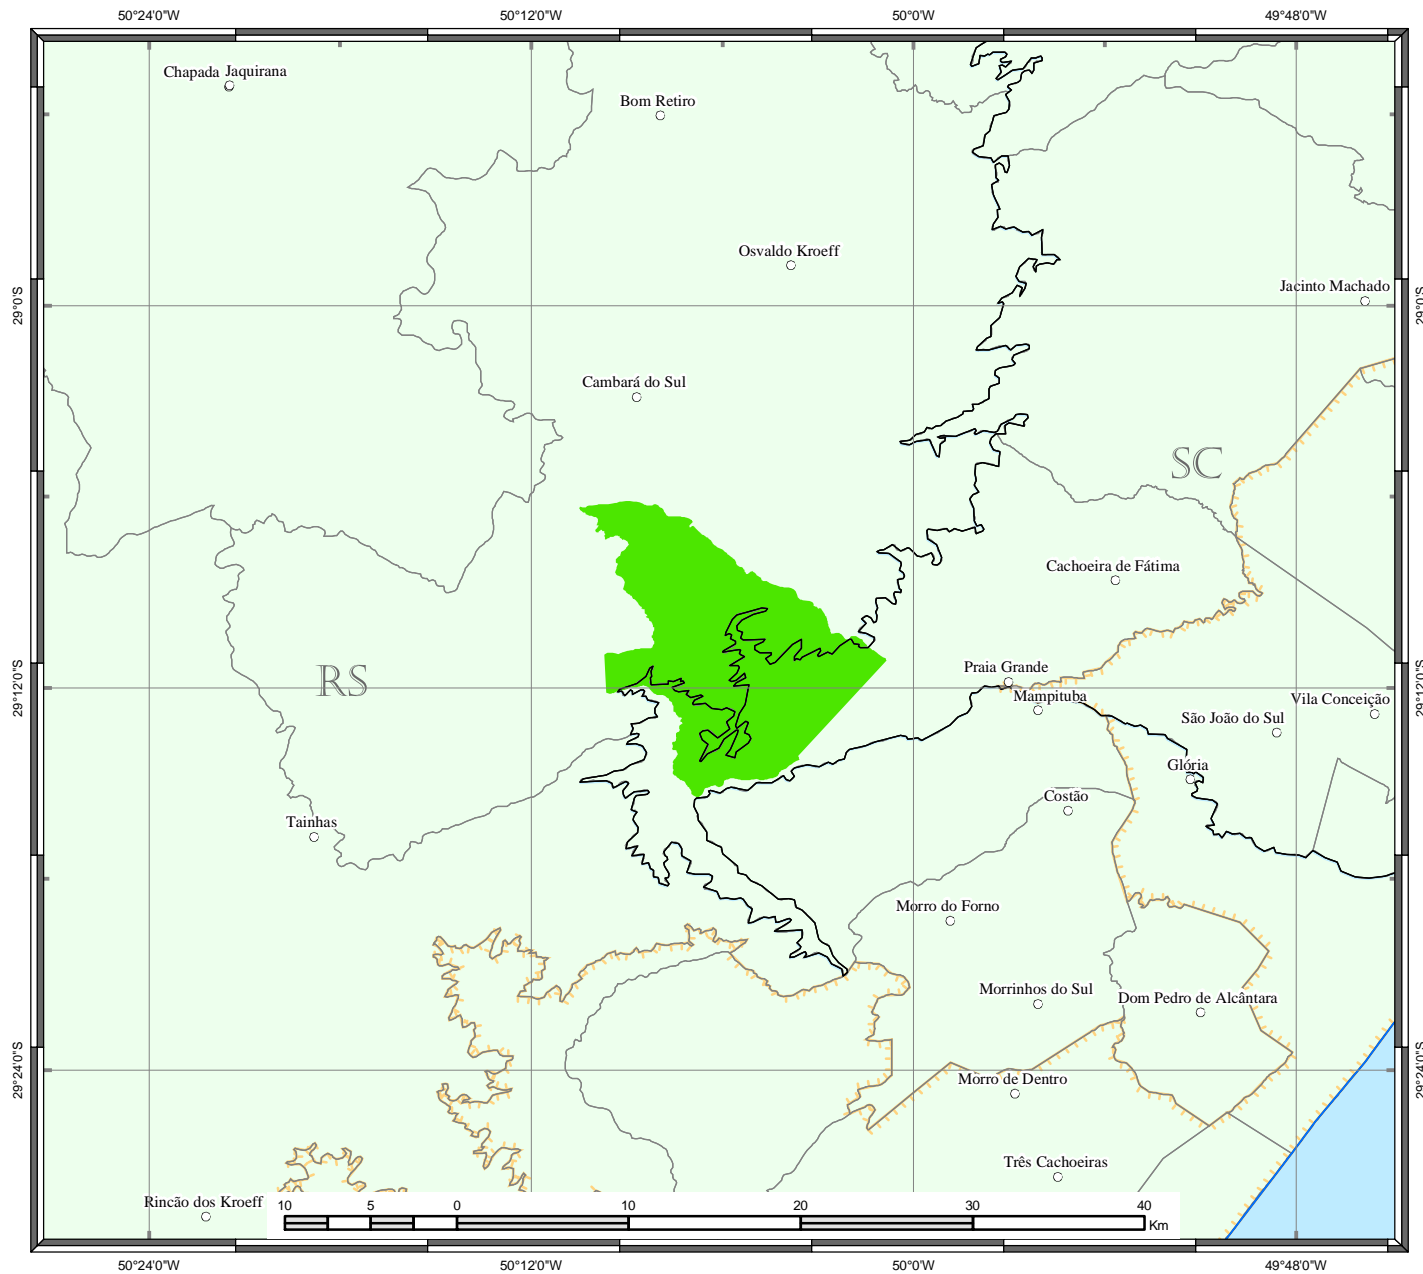 50°24'0"W 50°12'0"W 50°0'W 49°48'0"W
Chapada Jaquirana
Bom Retiro
Osvaldo Kroeff
Jacinto Machado
29°0'S 29°0'S
Cambará do Sul
SC
Cachoeira de Fátima
RS
Praia Grande
29°12'0"S 29°12'0"S
Mampituba
Vila Conceição
São João do Sul
Glória
Costão
Tainhas
Morro do Forno
Morrinhos do Sul
Dom Pedro de Alcântara
29°24'0"S 29°24'0"S
Morro de Dentro
Três Cachoeiras
Rincão dos Kroeff
10 5 0 10 20 30 40
Km
50°24'0"W 50°12'0"W 50°0'W 49°48'0"W